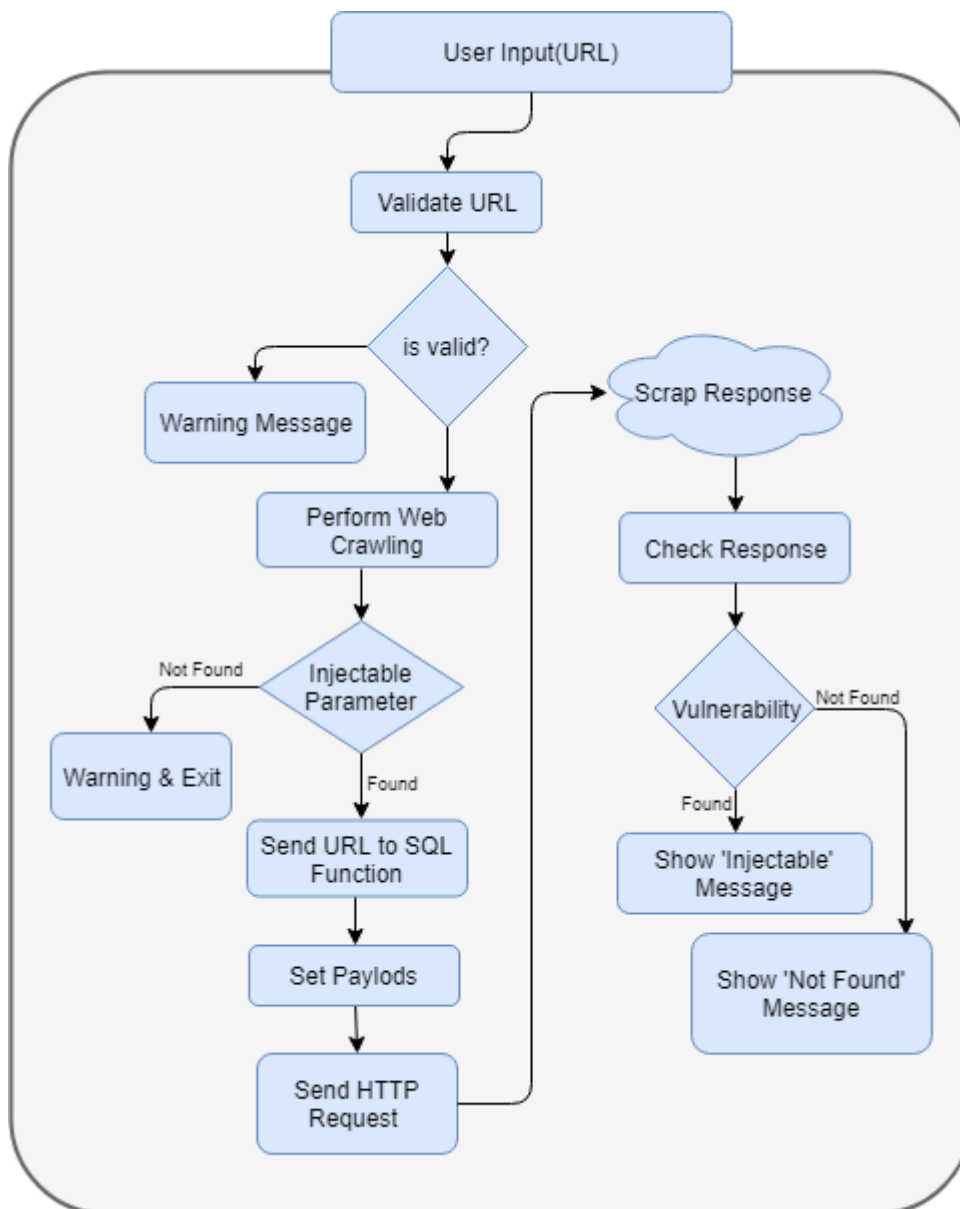 User Input(URL)
Validate URL
is valid?
Warning Message
Perform Web
Crawling
Injectable
Parameter
Not Found
Warning & Exit
Found
Send URL to SQL
Function
Set Paylods
Send HTTP
Request
Scrap Response
Check Response
Vulnerability
Not Found
Found
Show 'Injectable'
Message
Show 'Not Found'
Message